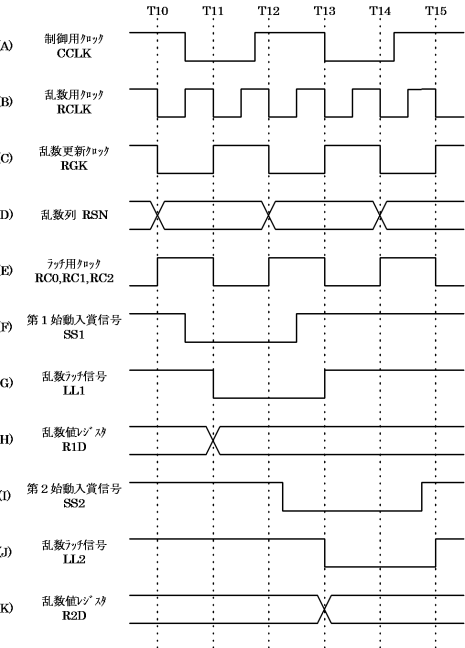 T10 T11 T12 T13 T14 T15
(A) 制御用クロック
CCLK
(B) 乱数用クロック
RCLK
(C) 乱数更新クロック
RGK
(D) 乱数列 RSN
(E) ラッチ用クロック
RC0,RC1,RC2
(F) 第1始動入賞信号
SS1
(G) 乱数ラッチ信号
LL1
(H) 乱数値レジスタ
R1D
(I) 第2始動入賞信号
SS2
(J) 乱数ラッチ信号
LL2
(K) 乱数値レジスタ
R2D